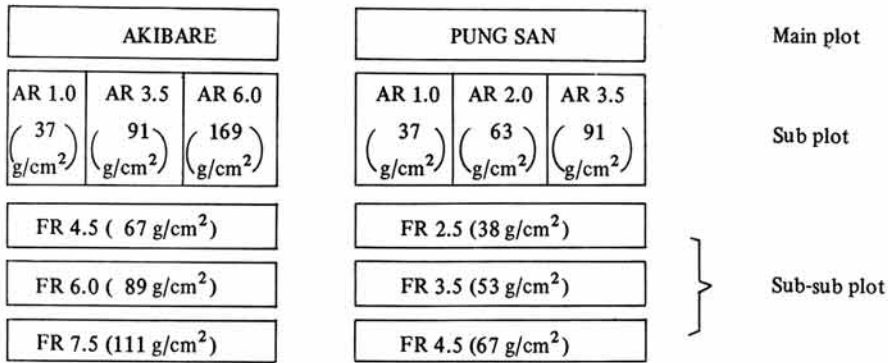 AKIBARE PUNG SAN Main plot
AR 1.0 AR 3.5 AR 6.0 AR 1.0 AR 2.0 AR 3.5
( 37 g/cm²) ( 91 g/cm²) ( 169 g/cm²) ( 37 g/cm²) ( 63 g/cm²) ( 91 g/cm²) Sub plot
FR 4.5 ( 67 g/cm²) FR 2.5 (38 g/cm²)
FR 6.0 ( 89 g/cm²) FR 3.5 (53 g/cm²) Sub-sub plot
FR 7.5 (111 g/cm²) FR 4.5 (67 g/cm²)